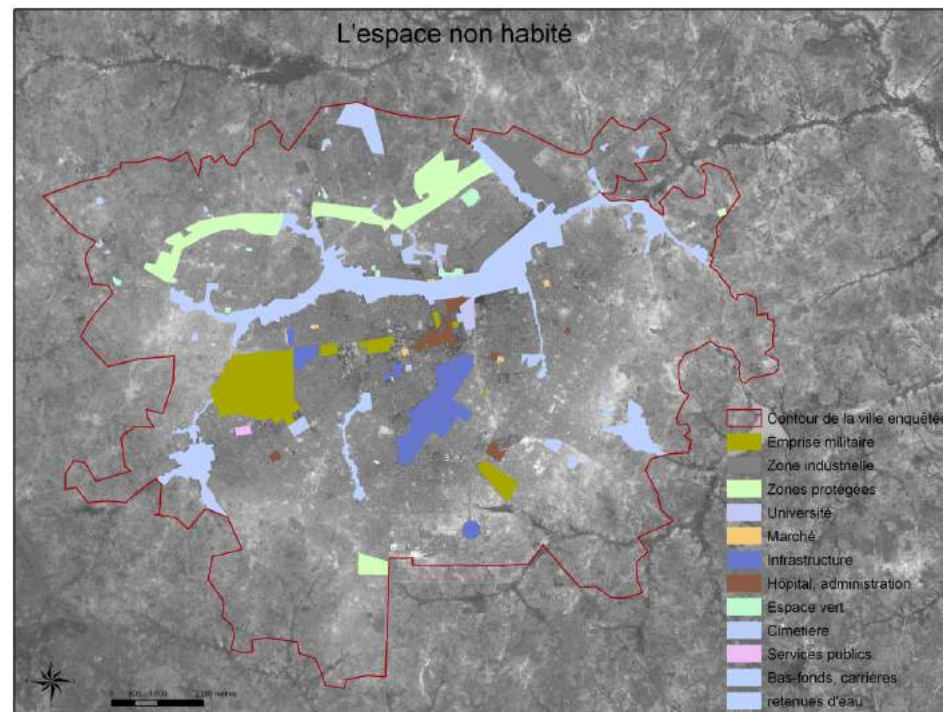 L'espace non habité
Contour de la ville enquêtée
Emprise militaire
Zone industrielle
Zones protégées
Université
Marché
Infrastructure
Hôpital, administration
Espace vert
Cimetière
Services publics
Bas-fonds, carrières
retenues d'eau